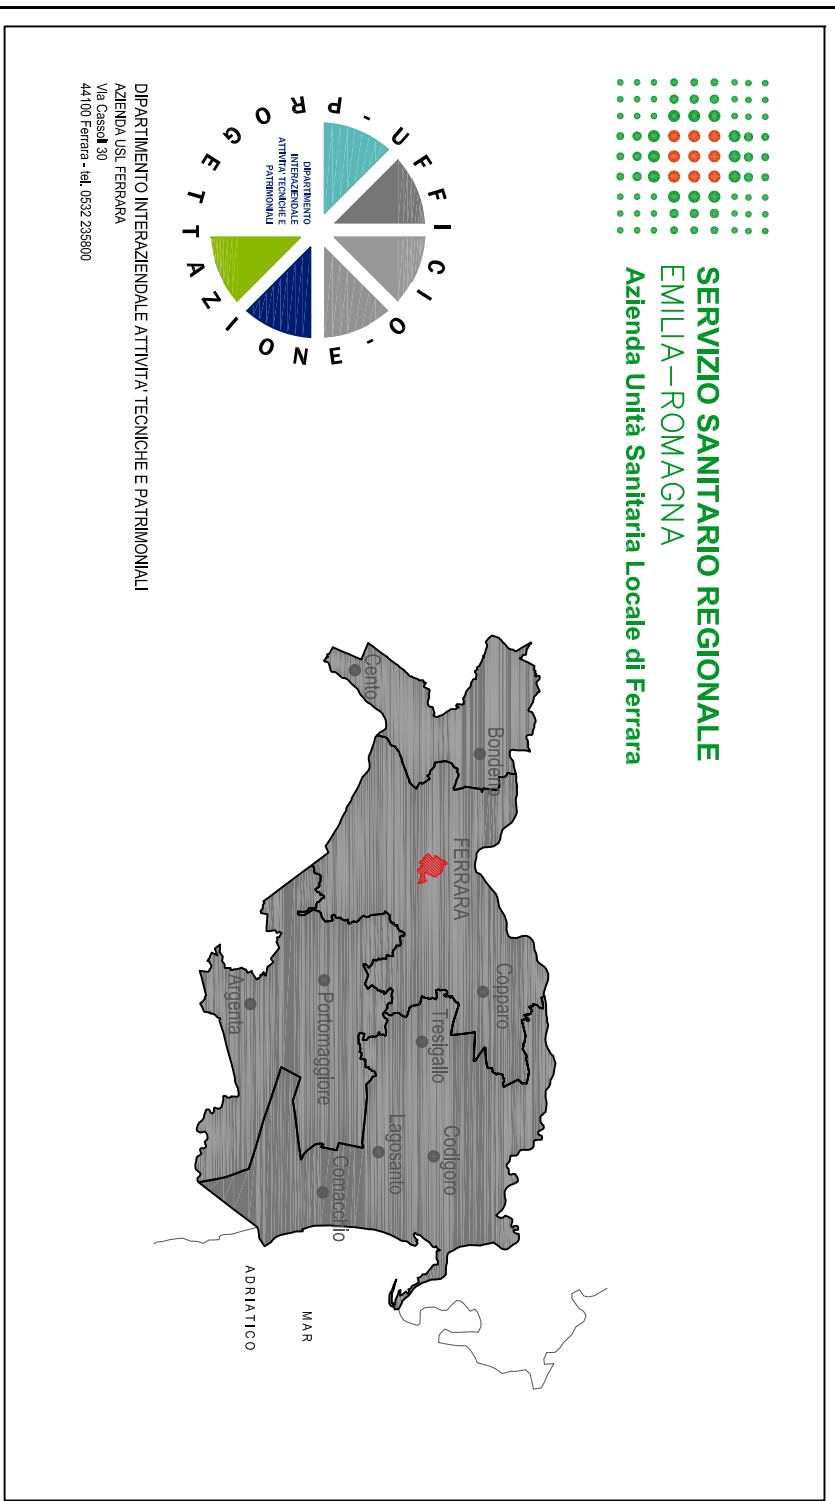 SERVIZIO SANITARIO REGIONALE
EMILIA-ROMAGNA
Azienda Unità Sanitaria Locale di Ferrara
UFFICIO-E-
PROGETTAZIONE
DIPARTIMENTO
INTERAZIENDALE
ATTIVITA' TECNICHE E
PATRIMONIALI
DIPARTIMENTO INTERAZIENDALE ATTIVITA' TECNICHE E PATRIMONIALI
AZIENDA USL FERRARA
Via Cassoli 30
44100 Ferrara - tel. 0532 235800
Bondeno
Cento
FERRARA
Copparo
Tresigallo
Codigoro
Lagosanto
Portomaggiore
Comacchio
Argenta
MAR
ADRIATICO